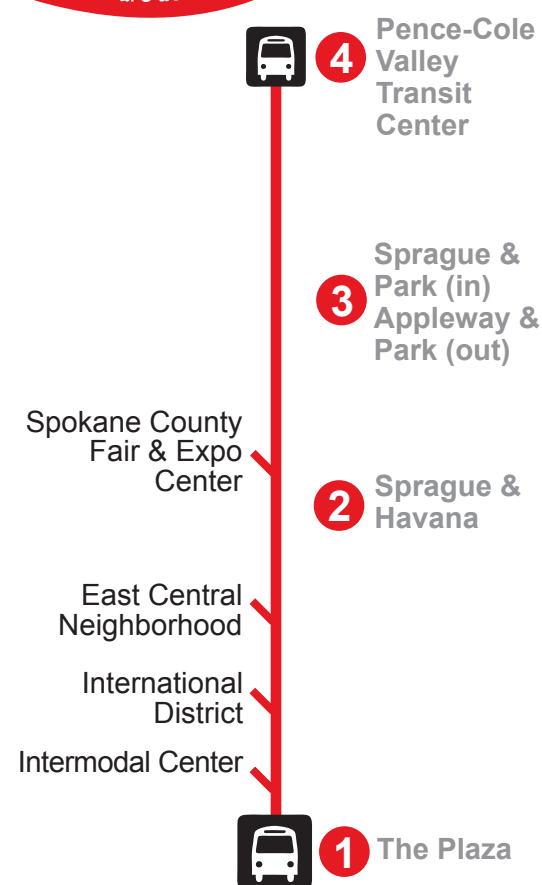 4
Pence-Cole
Valley
Transit
Center
3
Sprague &
Park (in)
Appleway &
Park (out)
Spokane County
Fair & Expo
Center
2
Sprague &
Havana
East Central
Neighborhood
International
District
Intermodal Center
1
The Plaza